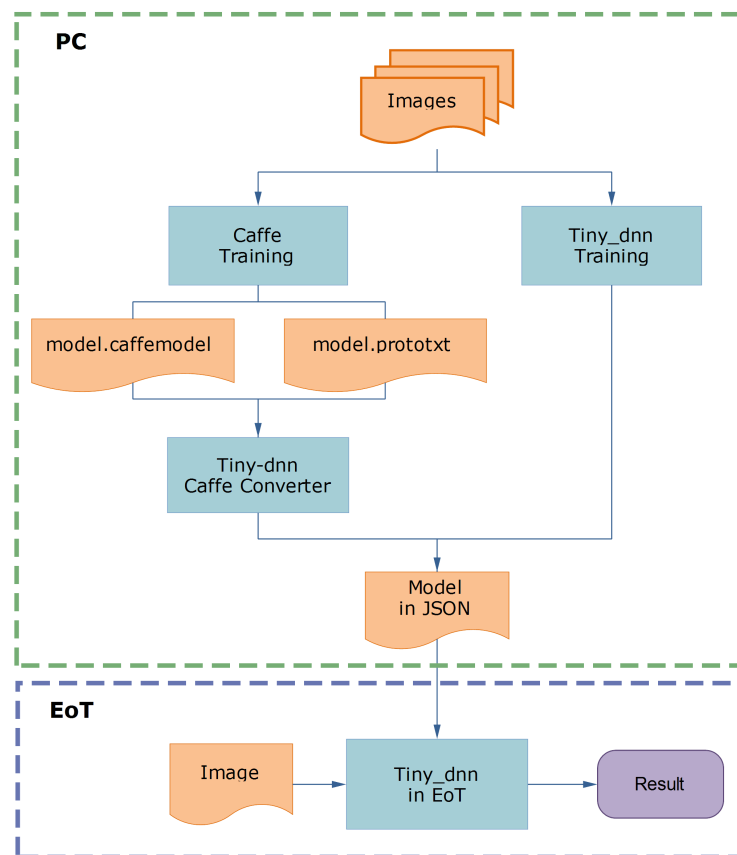 PC
Images
Caffe
Training
Tiny_dnn
Training
model.caffemodel
model.prototxt
Tiny-dnn
Caffe Converter
Model
in JSON
EoT
Image
Tiny_dnn
in EoT
Result